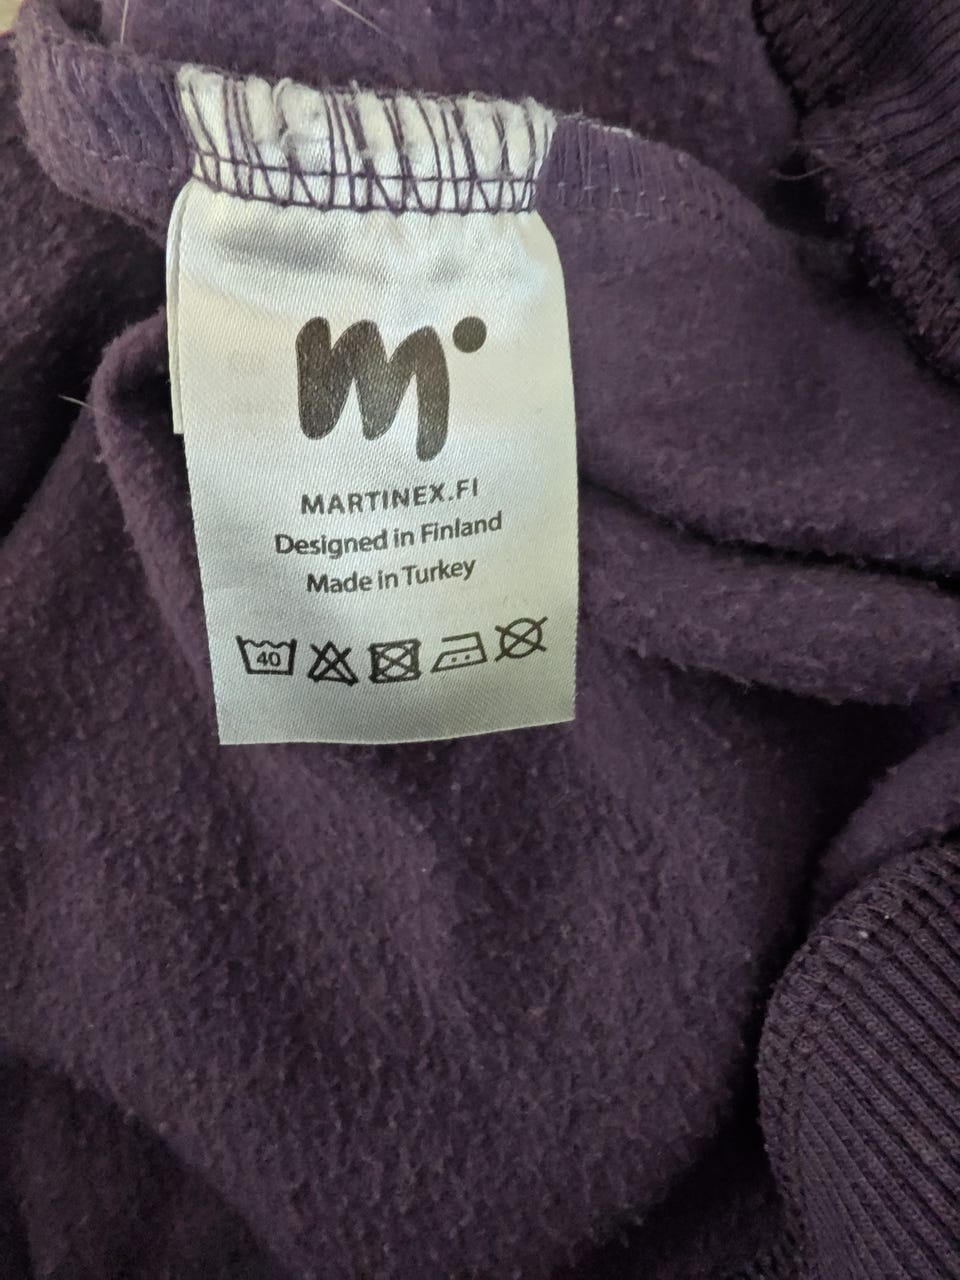 m
MARTINEX.FI
Designed in Finland
Made in Turkey
40